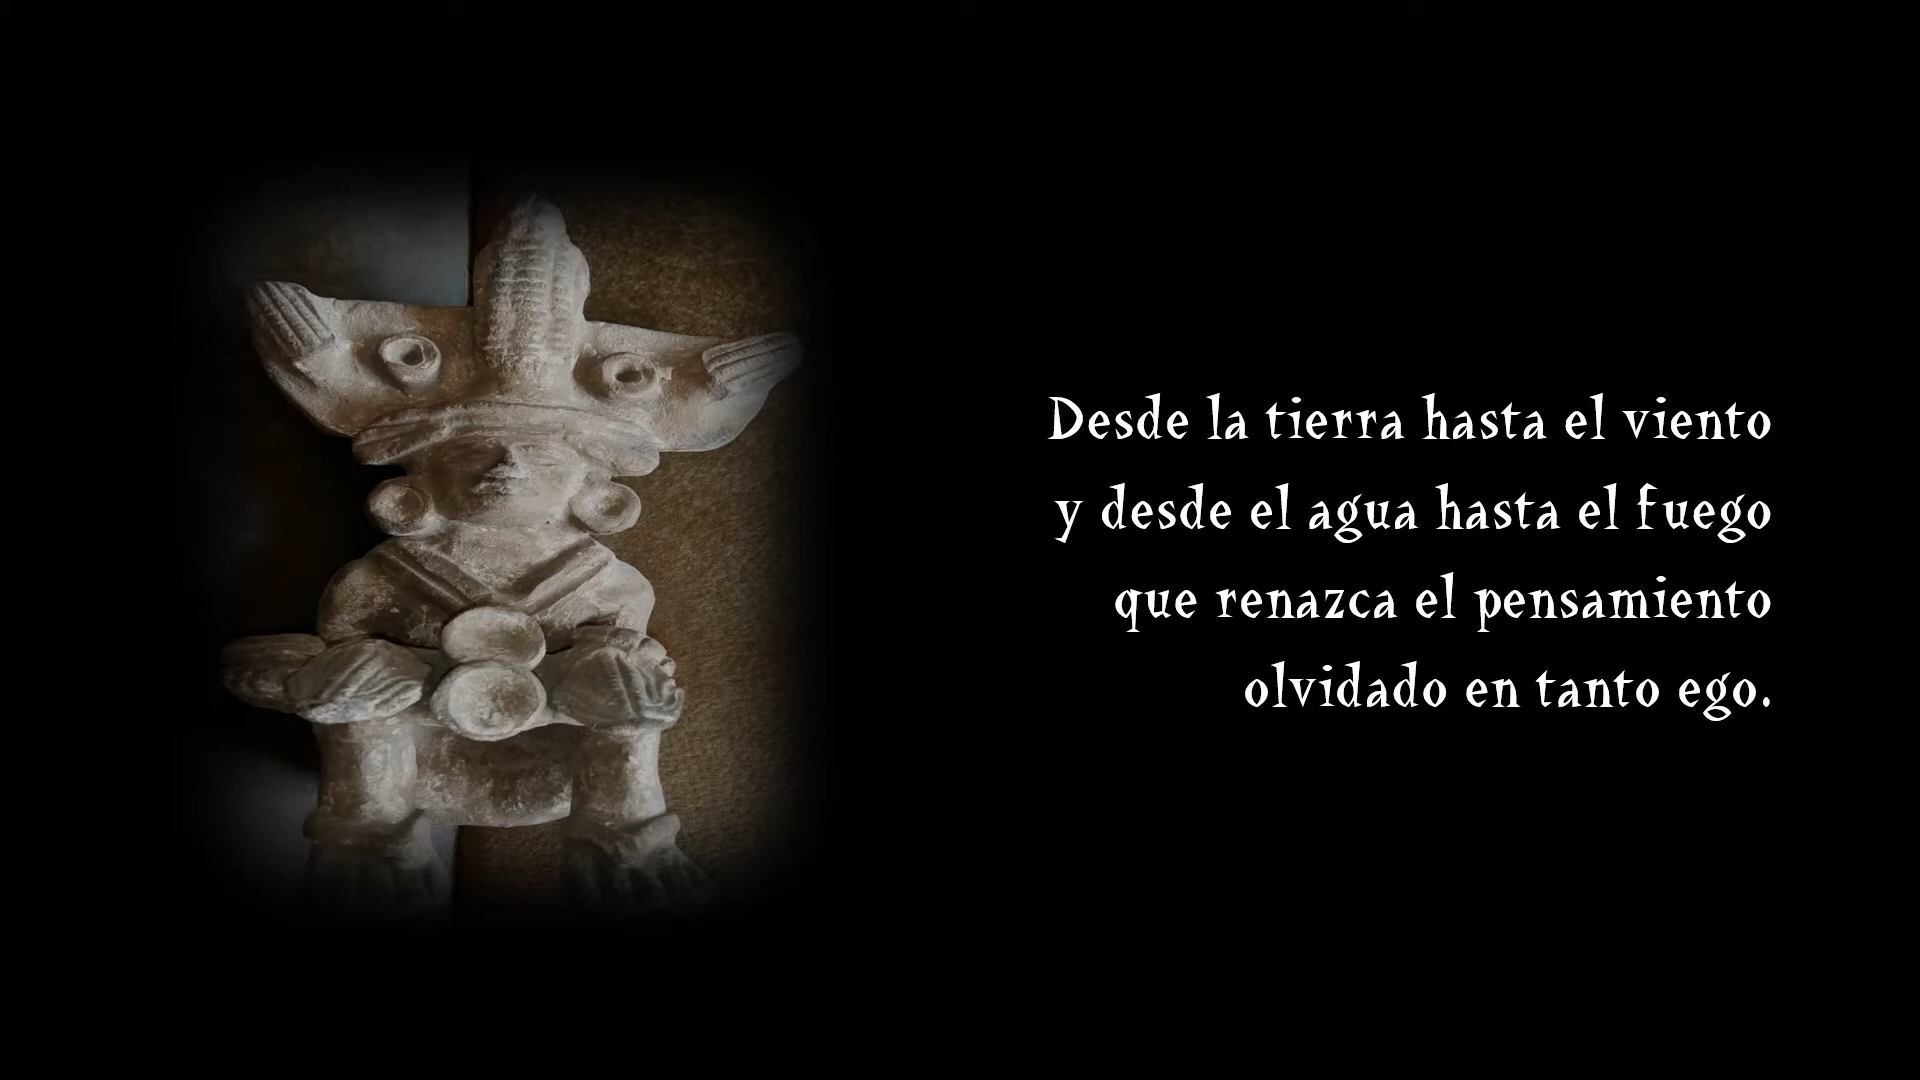 Desde la tierra hasta el viento
y desde el agua hasta el fuego
que renazca el pensamiento
olvidado en tanto ego.